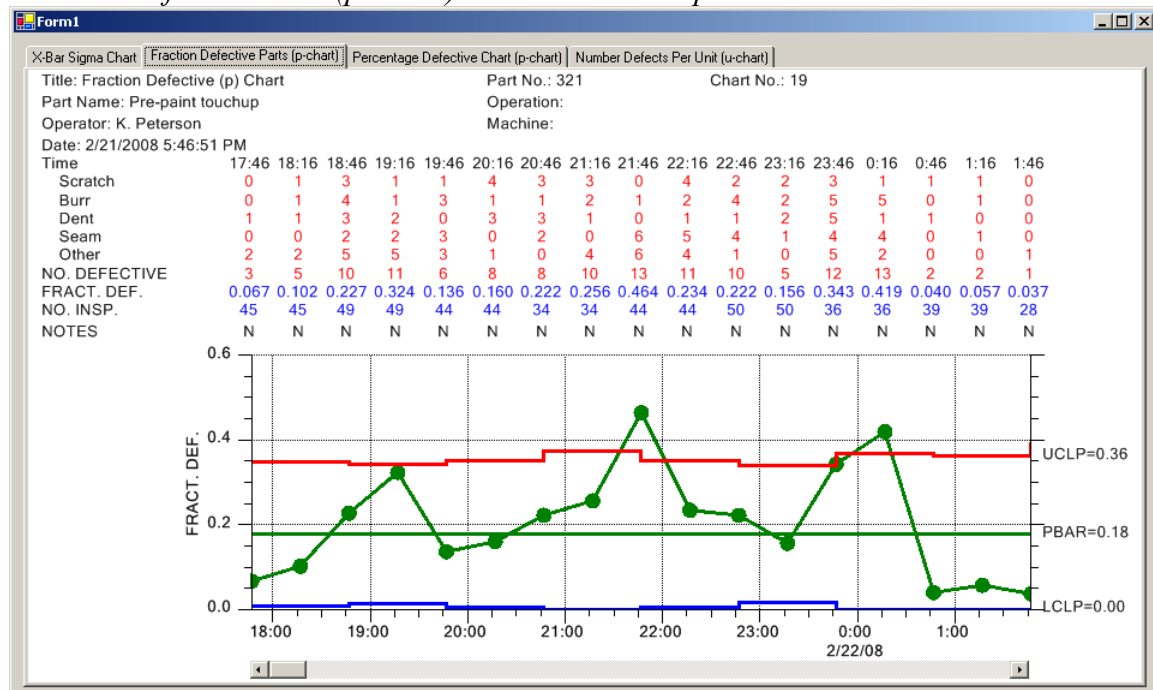 Form1
X-Bar Sigma Chart Fraction Defective Parts (p-chart) Percentage Defective Chart (p-chart) Number Defects Per Unit (u-chart)
Title: Fraction Defective (p) Chart Part No.: 321 Chart No.: 19
Part Name: Pre-paint touchup Operation:
Operator: K. Peterson Machine:
Date: 2/21/2008 5:46:51 PM
Time 17:46 18:16 18:46 19:16 19:46 20:16 20:46 21:16 21:46 22:16 22:46 23:16 23:46 0:16 0:46 1:16 1:46
Scratch 0 1 3 1 1 4 3 3 0 4 2 2 3 1 1 1 0
Burr 0 1 4 1 3 1 1 2 1 2 4 2 5 5 0 1 0
Dent 1 1 3 2 0 3 3 1 0 1 1 2 5 1 1 0 0
Seam 0 0 2 2 3 0 2 0 6 5 4 1 4 4 0 1 0
Other 2 2 5 5 3 1 0 4 6 4 1 0 5 2 0 0 1
NO. DEFECTIVE 3 5 10 11 6 8 8 10 13 11 10 5 12 13 2 2 1
FRACT. DEF. 0.067 0.102 0.227 0.324 0.136 0.160 0.222 0.256 0.464 0.234 0.222 0.156 0.343 0.419 0.040 0.057 0.037
NO. INSP. 45 45 49 49 44 44 34 34 44 44 50 50 36 36 39 39 28
NOTES N N N N N N N N N N N N N N N N N
0.6
0.4
UCLP=0.36
FRACT. DEF.
0.2
PBAR=0.18
0.0
LCLP=0.00
18:00 19:00 20:00 21:00 22:00 23:00 0:00 1:00
2/22/08